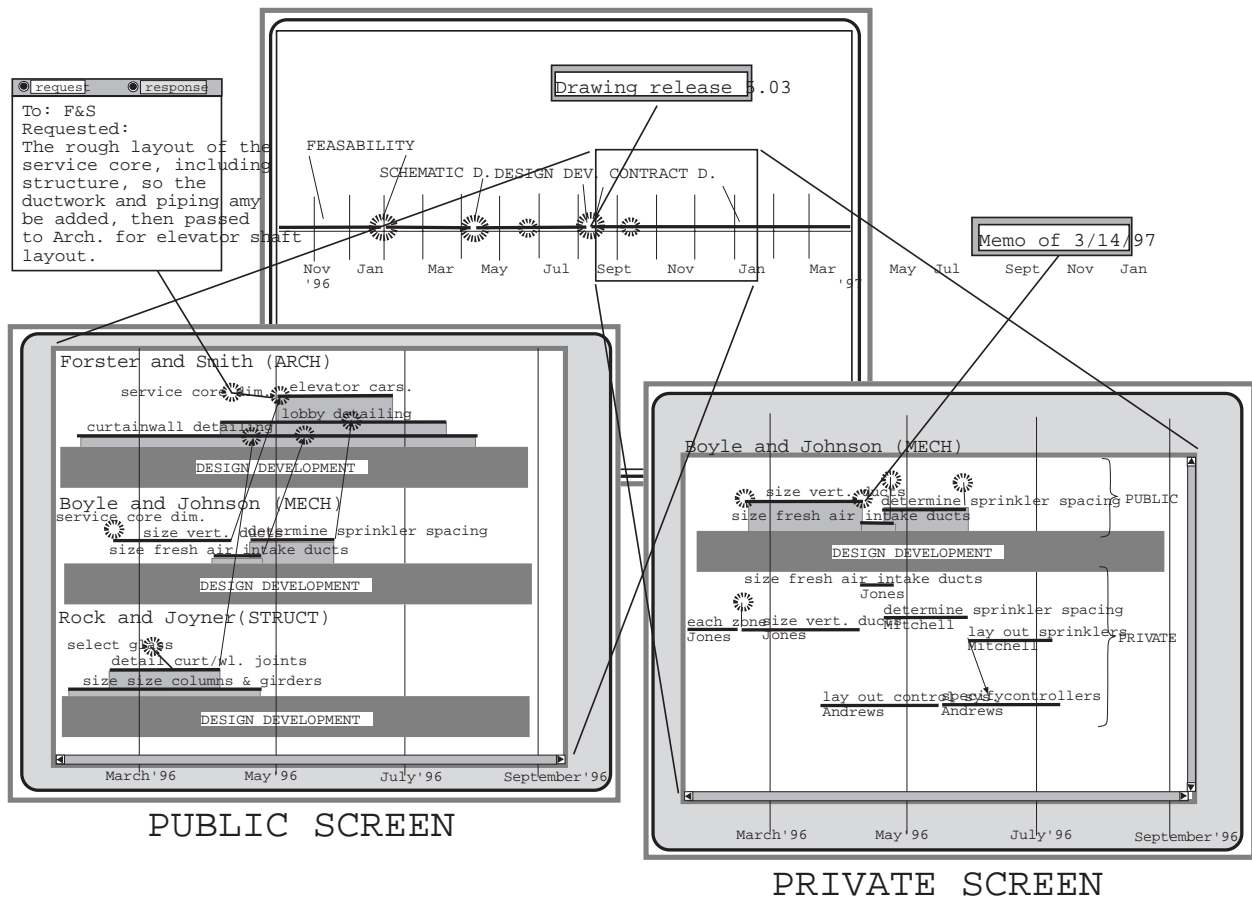 Drawing release 5.03
request
response
To: F&S
Requested:
The rough layout of the
service core, including
structure, so the
ductwork and piping amy
be added, then passed
to Arch. for elevator shaft
layout.
FEASABILITY
SCHEMATIC D.
DESIGN DEV.
CONTRACT D.
Nov
'96
Jan
Mar
May
Jul
Sept
Nov
Jan
Mar
'97
May
Jul
Sept
Nov
Jan
Memo of 3/14/97
Forster and Smith (ARCH)
service core dim.
elevator cars.
lobby detailing
curtainwall detailing
DESIGN DEVELOPMENT
Boyle and Johnson (MECH)
service core dim.
size vert. ducts
determine sprinkler spacing
size fresh air intake ducts
DESIGN DEVELOPMENT
Rock and Joyner(STRUCT)
select glass
detail curt/wl. joints
size size columns & girders
DESIGN DEVELOPMENT
March'96
May'96
July'96
September'96
PUBLIC SCREEN
Boyle and Johnson (MECH)
size vert. ducts
determine sprinkler spacing
size fresh air intake ducts
PUBLIC
DESIGN DEVELOPMENT
size fresh air intake ducts
Jones
determine sprinkler spacing
Mitchell
each zone
Jones
size vert. ducts
Jones
lay out sprinklers
Mitchell
PRIVATE
lay out control sys.
Andrews
specifycontrollers
Andrews
March'96
May'96
July'96
September'96
PRIVATE SCREEN